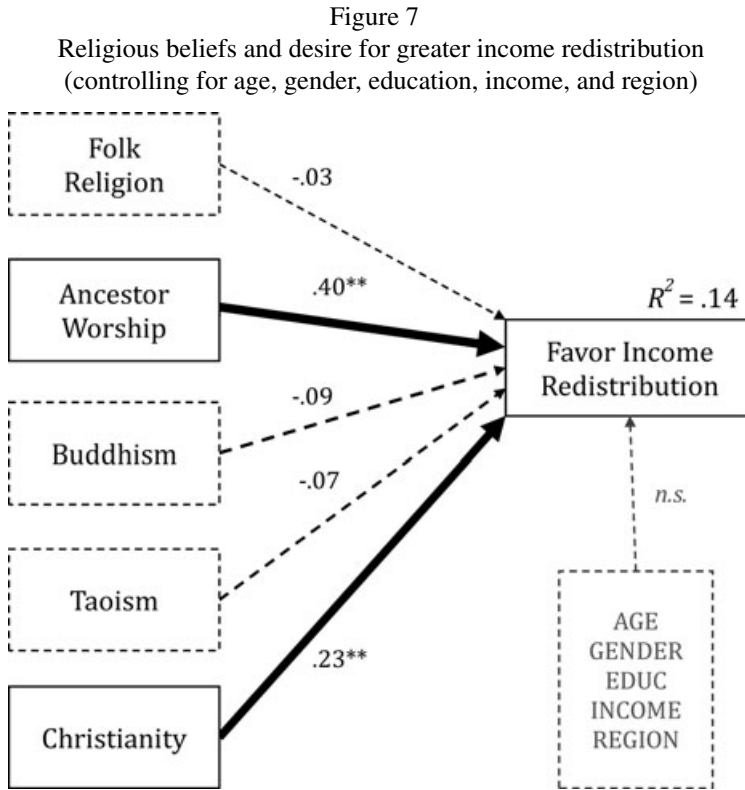 Figure 7
Religious beliefs and desire for greater income redistribution
(controlling for age, gender, education, income, and region)
Folk
Religion
-.03
Ancestor
Worship
.40**
R² = .14
Favor Income
Redistribution
Buddhism
-.09
-.07
n.s.
Taoism
.23**
Christianity
AGE
GENDER
EDUC
INCOME
REGION